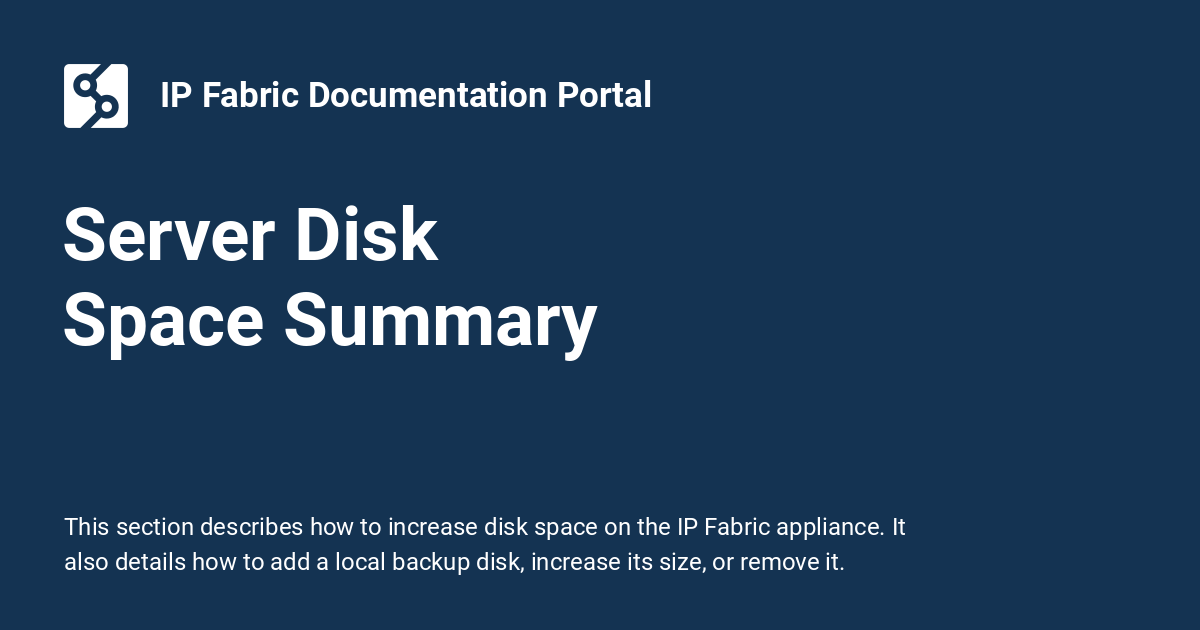 IP Fabric Documentation Portal
Server Disk
Space Summary
This section describes how to increase disk space on the IP Fabric appliance. It
also details how to add a local backup disk, increase its size, or remove it.